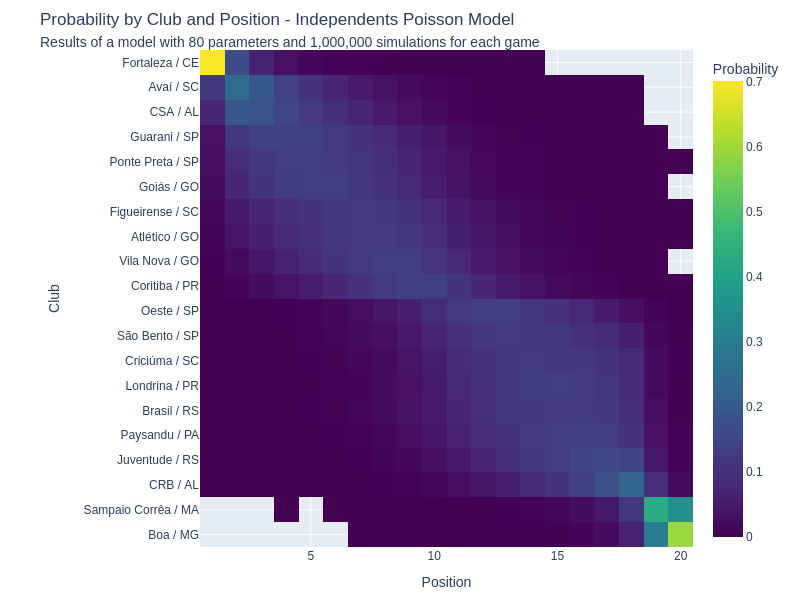 Probability by Club and Position - Independents Poisson Model
Results of a model with 80 parameters and 1,000,000 simulations for each game
Probability
Fortaleza / CE
Avaí / SC
CSA / AL
Guarani / SP
Ponte Preta / SP
Goiás / GO
Figueirense / SC
Atlético / GO
Vila Nova / GO
Coritiba / PR
Oeste / SP
São Bento / SP
Criciúma / SC
Londrina / PR
Brasil / RS
Paysandu / PA
Juventude / RS
CRB / AL
Sampaio Corrêa / MA
Boa / MG
Club
5
10
15
20
Position
0.7
0.6
0.5
0.4
0.3
0.2
0.1
0